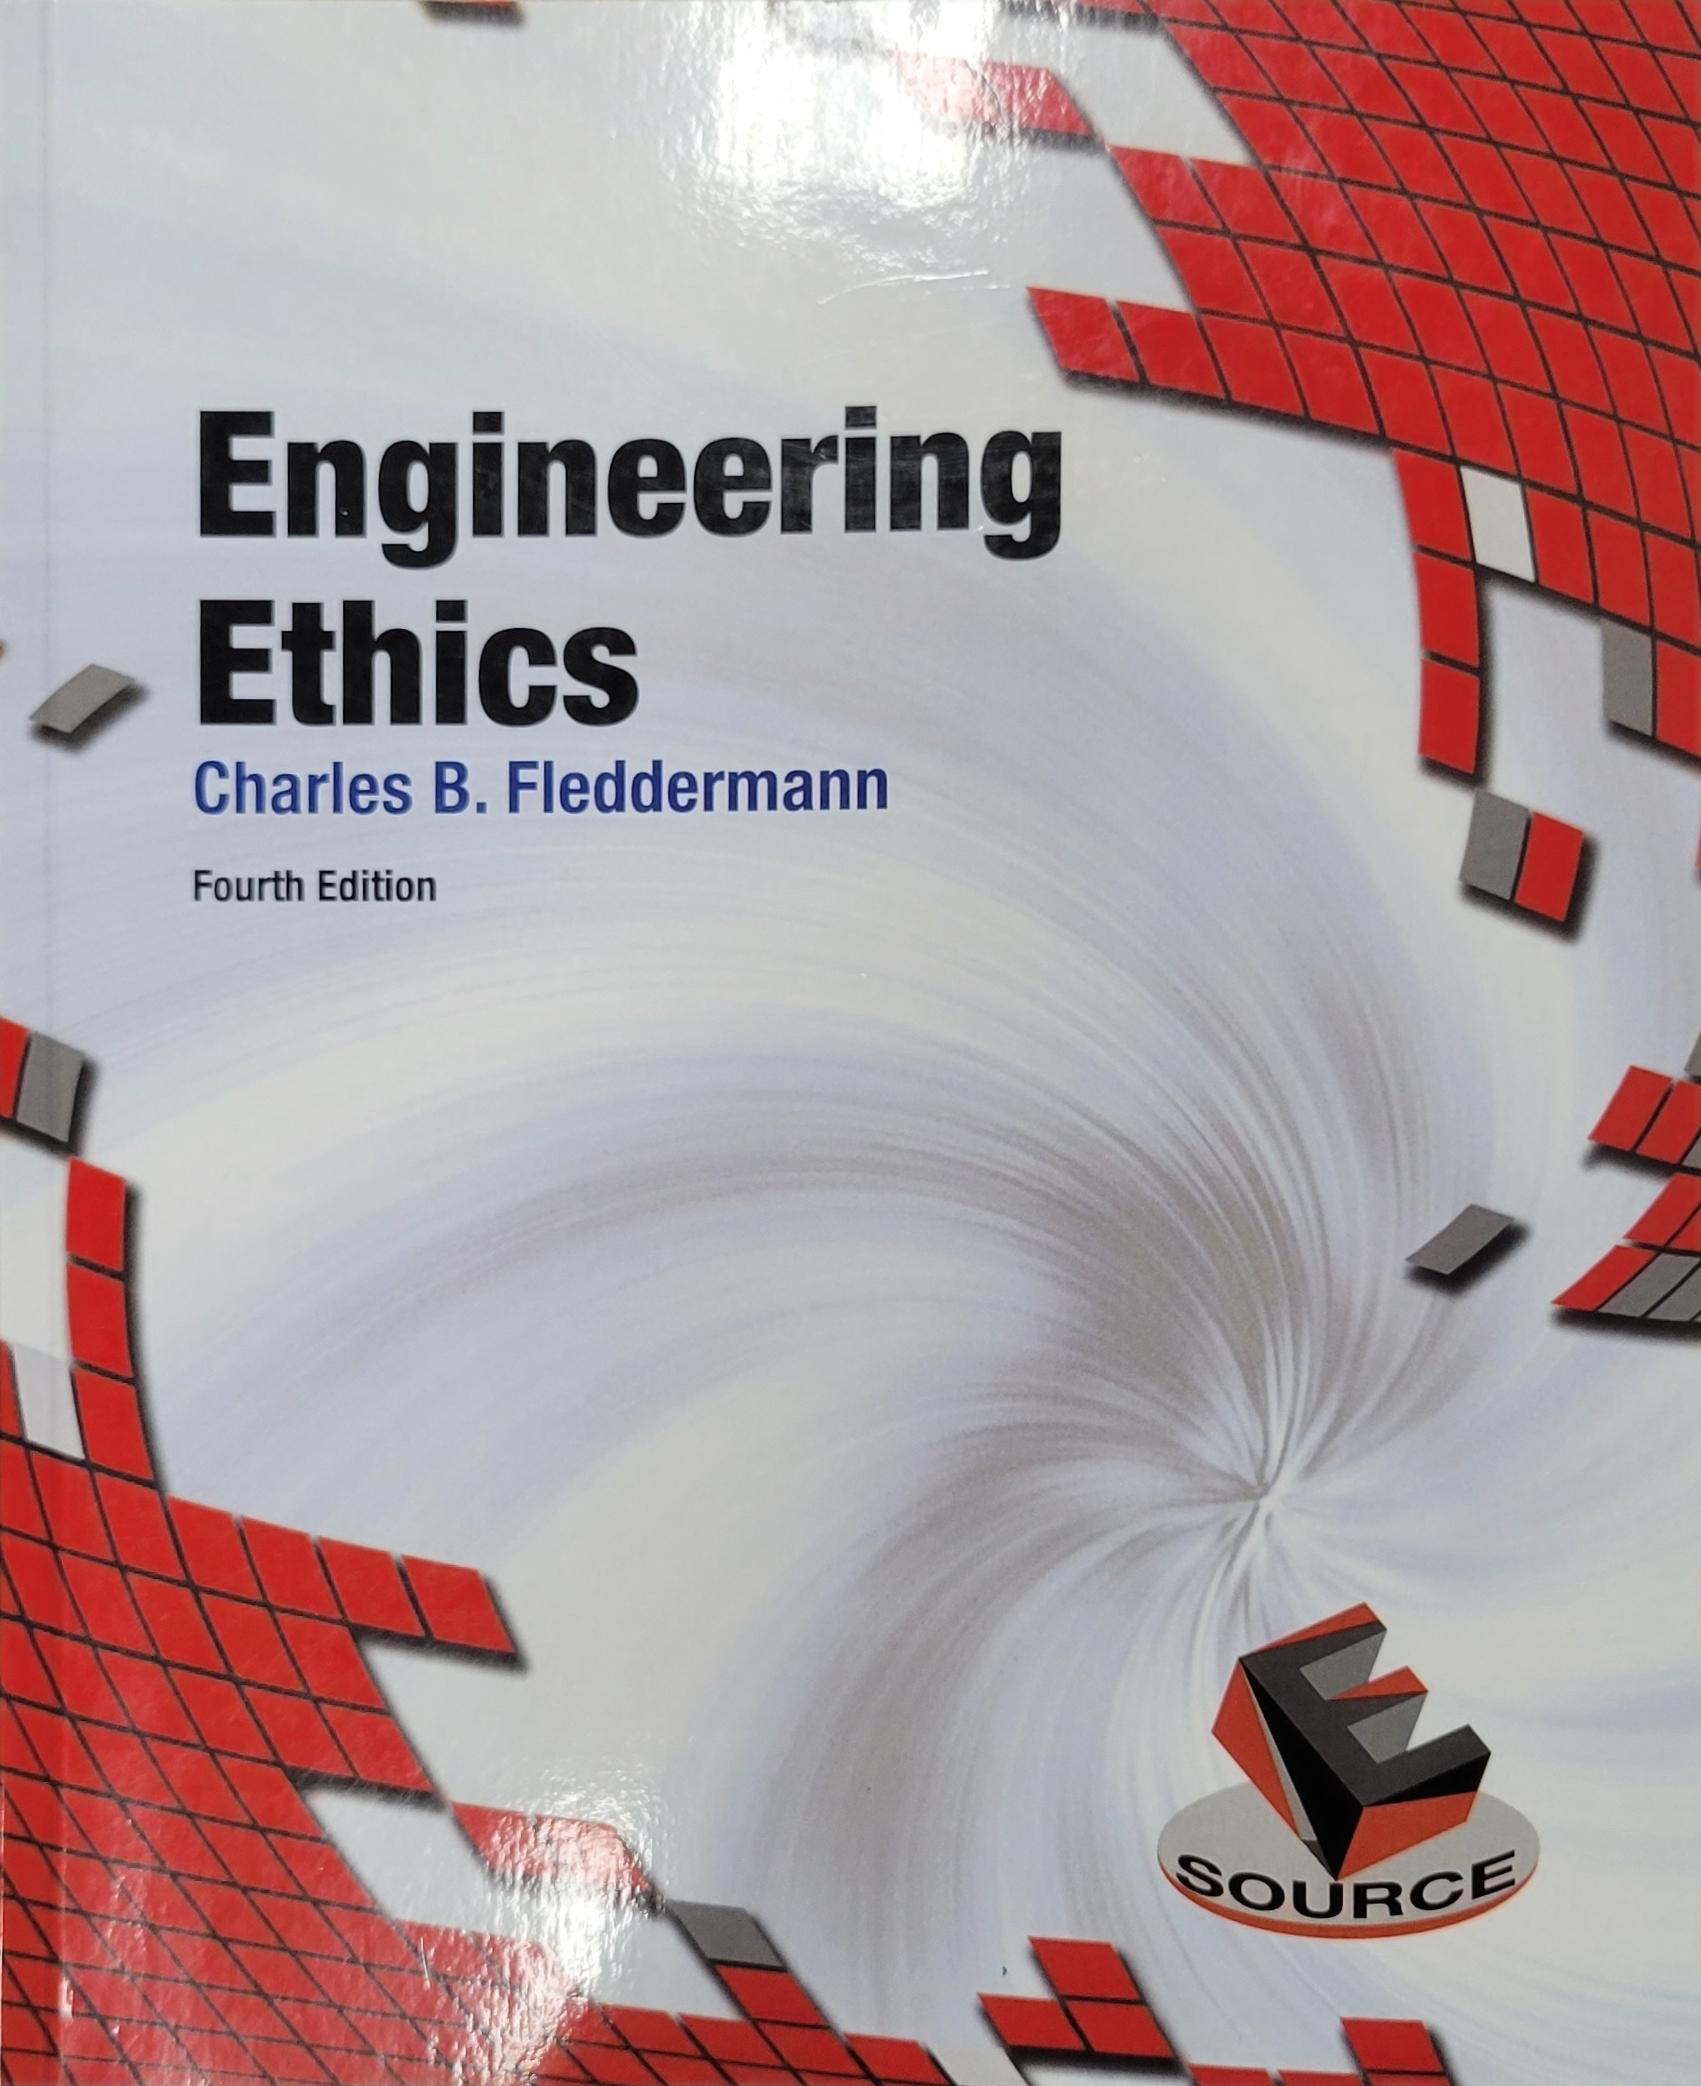 Engineering
Ethics
Charles B. Fleddermann
Fourth Edition
E
SOURCE